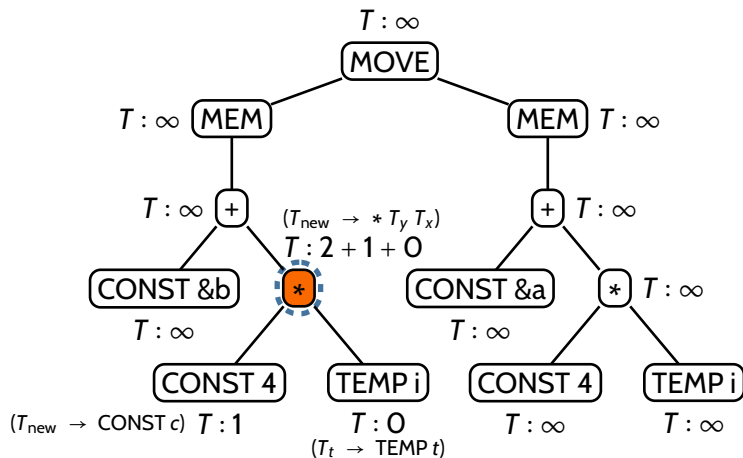 T : ∞
MOVE
T : ∞ MEM MEM T : ∞
(T_new → * T_y T_x)
T : ∞ + + T : ∞
T : 2 + 1 + 0
CONST &b * CONST &a * T : ∞
T : ∞ T : ∞
CONST 4 TEMP i CONST 4 TEMP i
(T_new → CONST c) T : 1 T : 0 T : ∞ T : ∞
(T_t → TEMP t)